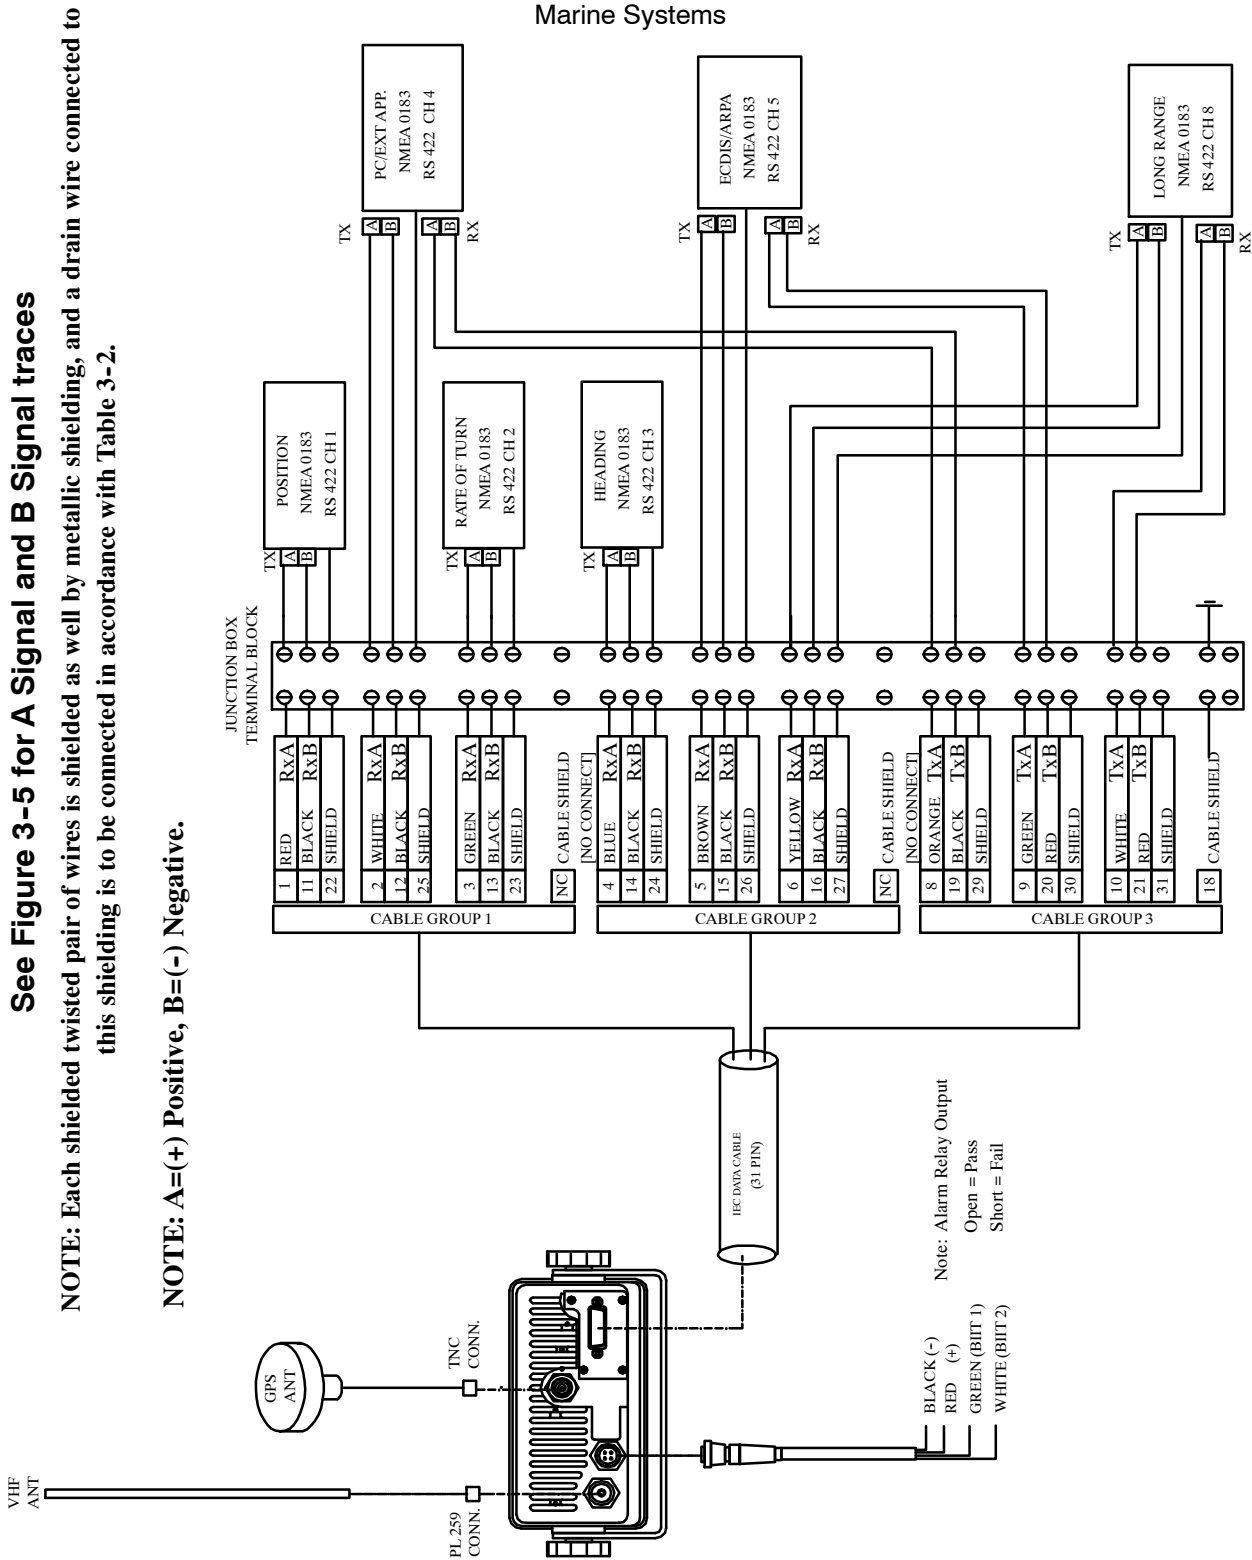 Marine Systems
See Figure 3-5 for A Signal and B Signal traces
NOTE: Each shielded twisted pair of wires is shielded as well by metallic shielding, and a drain wire connected to
this shielding is to be connected in accordance with Table 3-2.
NOTE: A=(+) Positive, B=(-) Negative.
VHF
ANT
PL 259
CONN.
GPS
ANT
TNC
CONN.
BLACK (-)
RED (+)
GREEN (BIIT 1)
WHITE (BIIT 2)
Note: Alarm Relay Output
Open = Pass
Short = Fail
IEC DATA CABLE
(31 PIN)
CABLE GROUP 1
1 RED RxA
11 BLACK RxB
22 SHIELD
2 WHITE RxA
12 BLACK RxB
25 SHIELD
3 GREEN RxA
13 BLACK RxB
23 SHIELD
NC CABLE SHIELD
[NO CONNECT]
CABLE GROUP 2
4 BLUE RxA
14 BLACK RxB
24 SHIELD
5 BROWN RxA
15 BLACK RxB
26 SHIELD
6 YELLOW RxA
16 BLACK RxB
27 SHIELD
NC CABLE SHIELD
[NO CONNECT]
CABLE GROUP 3
8 ORANGE TxA
19 BLACK TxB
29 SHIELD
9 GREEN TxA
20 RED TxB
30 SHIELD
10 WHITE TxA
21 RED TxB
31 SHIELD
18 CABLE SHIELD
JUNCTION BOX
TERMINAL BLOCK
TX
A
B
POSITION
NMEA 0183
RS 422 CH 1
TX
A
B
A
B
RX
PC/EXT APP.
NMEA 0183
RS 422 CH 4
TX
A
B
RATE OF TURN
NMEA 0183
RS 422 CH 2
TX
A
B
HEADING
NMEA 0183
RS 422 CH 3
TX
A
B
A
B
RX
ECDIS/ARPA
NMEA 0183
RS 422 CH 5
TX
A
B
A
B
RX
LONG RANGE
NMEA 0183
RS 422 CH 8